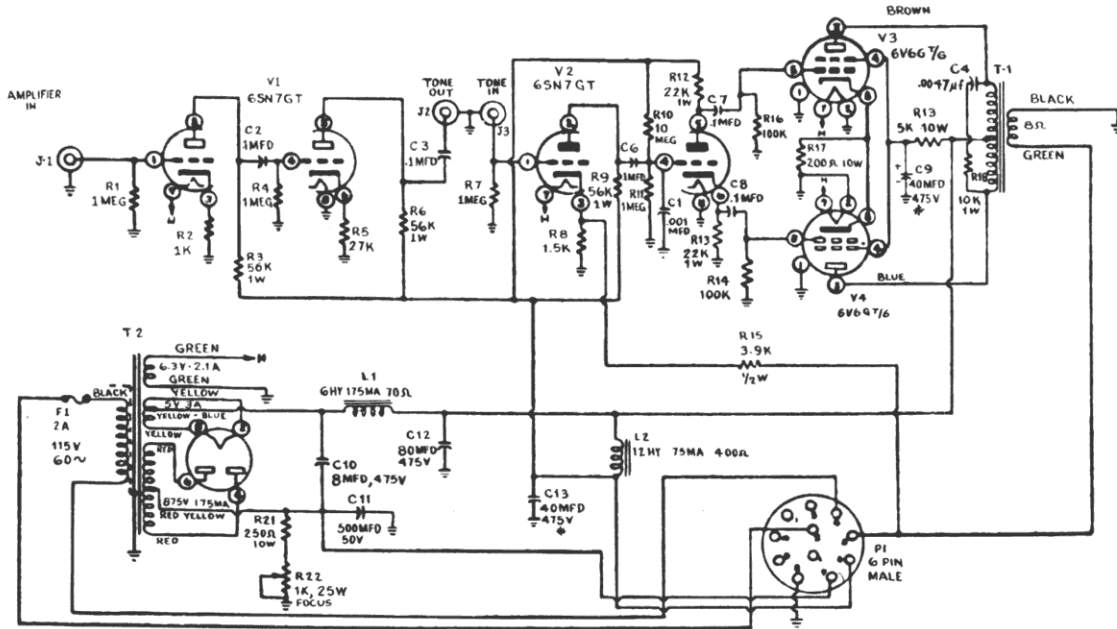 BROWN
V3
6V6G T/G
V1
6SN7GT
TONE
OUT
J2
TONE
IN
J3
V2
6SN7GT
R12
22K
1W
C7
.1MFD
C4
.0047µf
T-1
BLACK
8Ω
GREEN
AMPLIFIER
IN
J-1
R1
1MEG
R2
1K
C2
.1MFD
R4
1MEG
R3
56K
1W
R5
27K
C3
.1MFD
R6
56K
1W
R7
1MEG
R8
1.5K
R9
56K
1W
C6
.1MFD
R10
10
MEG
R11
1MEG
C1
.001
MFD
C8
.1MFD
R13
22K
1W
R14
100K
R16
100K
R17
200Ω 10W
R13
5K 10W
C9
40MFD
475V
*
R18
10K
1W
BLUE
V4
6V6GT/G
H
H
H
H
R15
3.9K
1/2W
T2
GREEN
H
6.3V-2.1A
GREEN
BLACK
YELLOW
5V 3A
YELLOW-BLUE
YELLOW
RED
875V 175MA
RED YELLOW
RED
F1
2A
115V
60~
L1
6HY 175MA 70Ω
C12
80MFD
475V
C10
8MFD, 475V
C11
500MFD
50V
R21
250Ω
10W
R22
1K, 25W
FOCUS
L2
12HY 75MA 400Ω
C13
40MFD
475V
*
P1
6 PIN
MALE